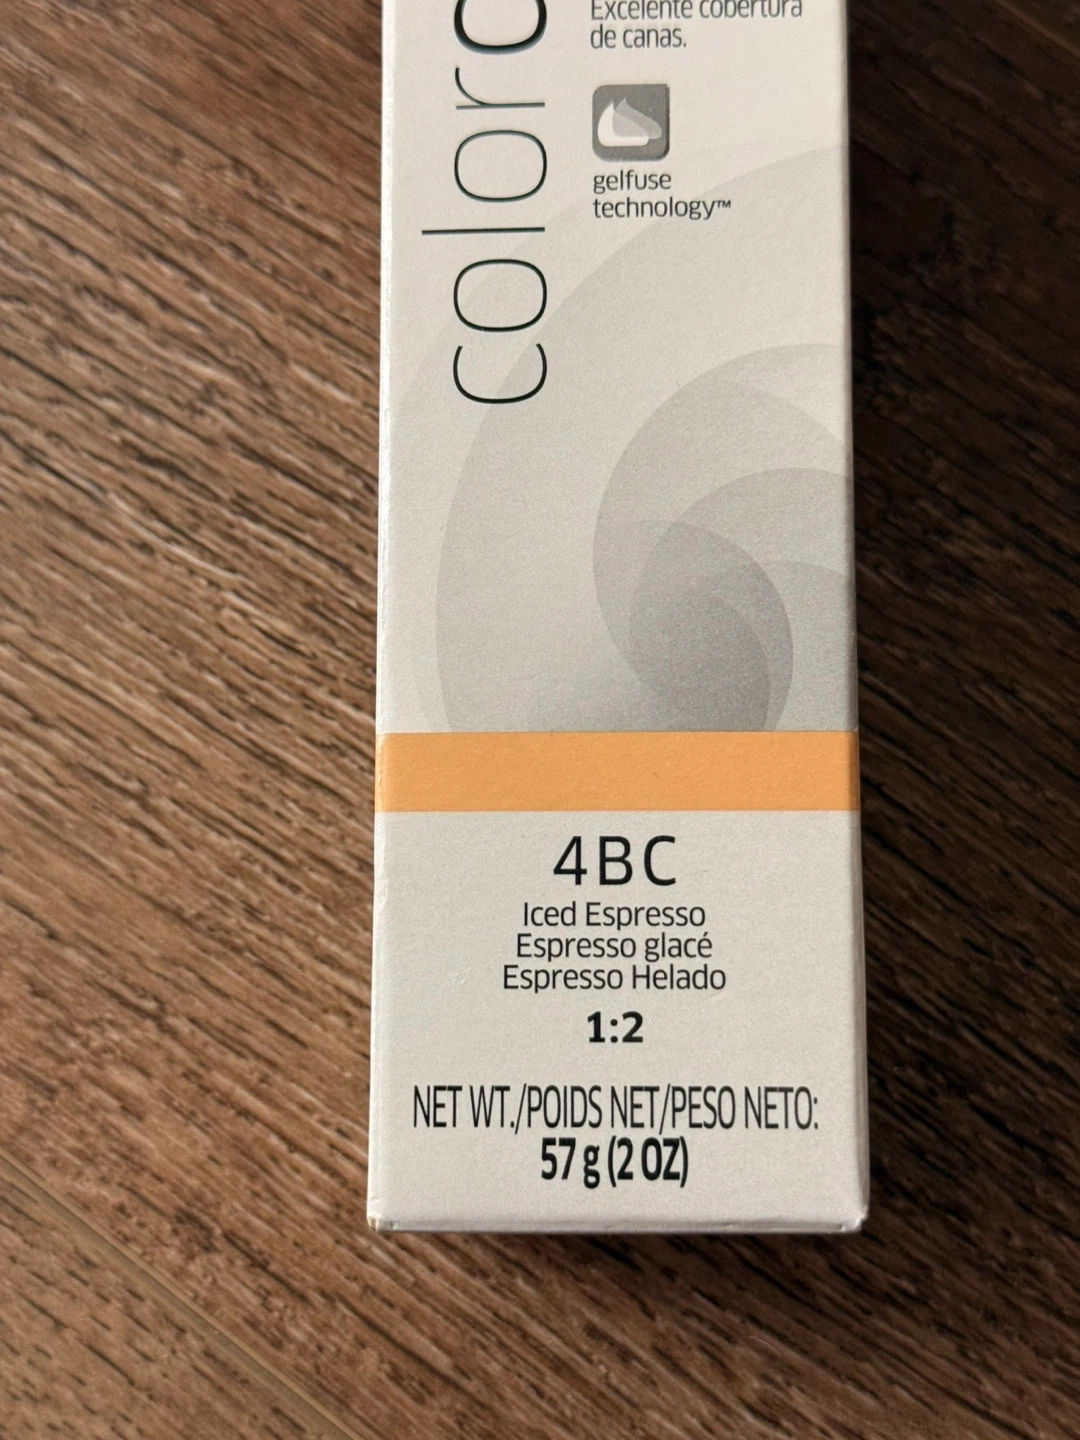 Excelente cobertura
de canas.
gelfuse
technology™
4BC
Iced Espresso
Espresso glacé
Espresso Helado
1:2
NET WT./POIDS NET/PESO NETO:
57 g (2 OZ)